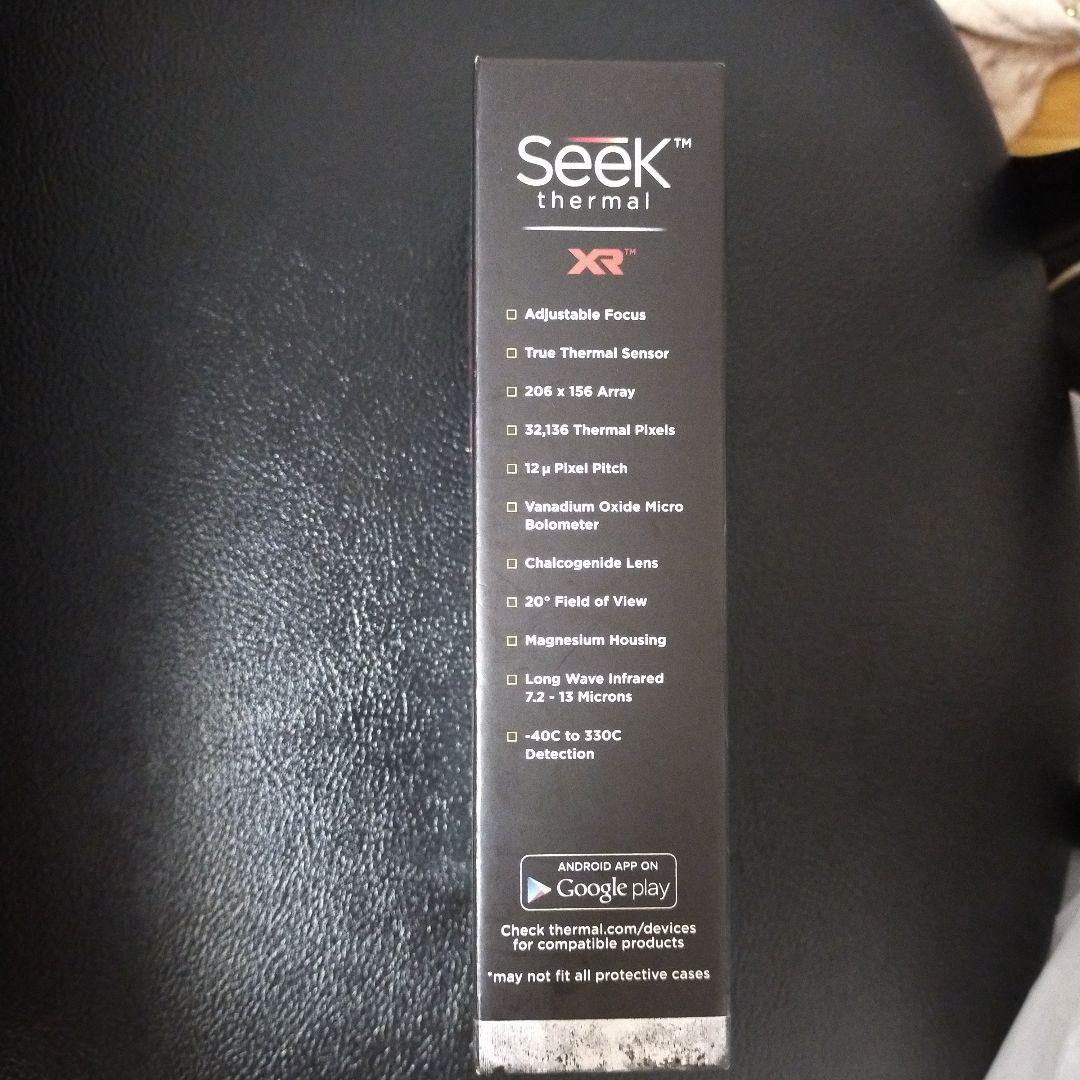 Seēk™
thermal
XR™
Adjustable Focus
True Thermal Sensor
206 x 156 Array
32,136 Thermal Pixels
12 µ Pixel Pitch
Vanadium Oxide Micro
Bolometer
Chalcogenide Lens
20° Field of View
Magnesium Housing
Long Wave Infrared
7.2 - 13 Microns
-40C to 330C
Detection
ANDROID APP ON
Google play
Check thermal.com/devices
for compatible products
*may not fit all protective cases